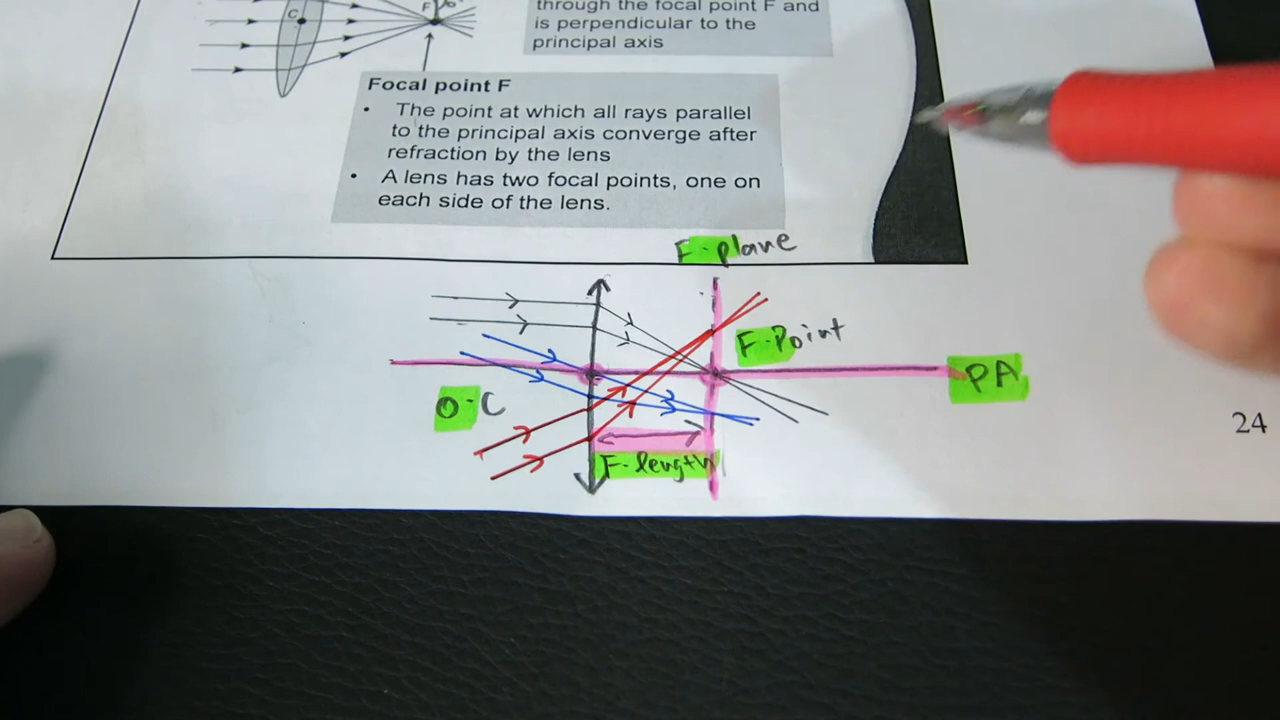 C
F
through the focal point F and
is perpendicular to the
principal axis
Focal point F
• The point at which all rays parallel
to the principal axis converge after
refraction by the lens
• A lens has two focal points, one on
each side of the lens.
F-plane
F-Point
PA
O-C
24
F-length